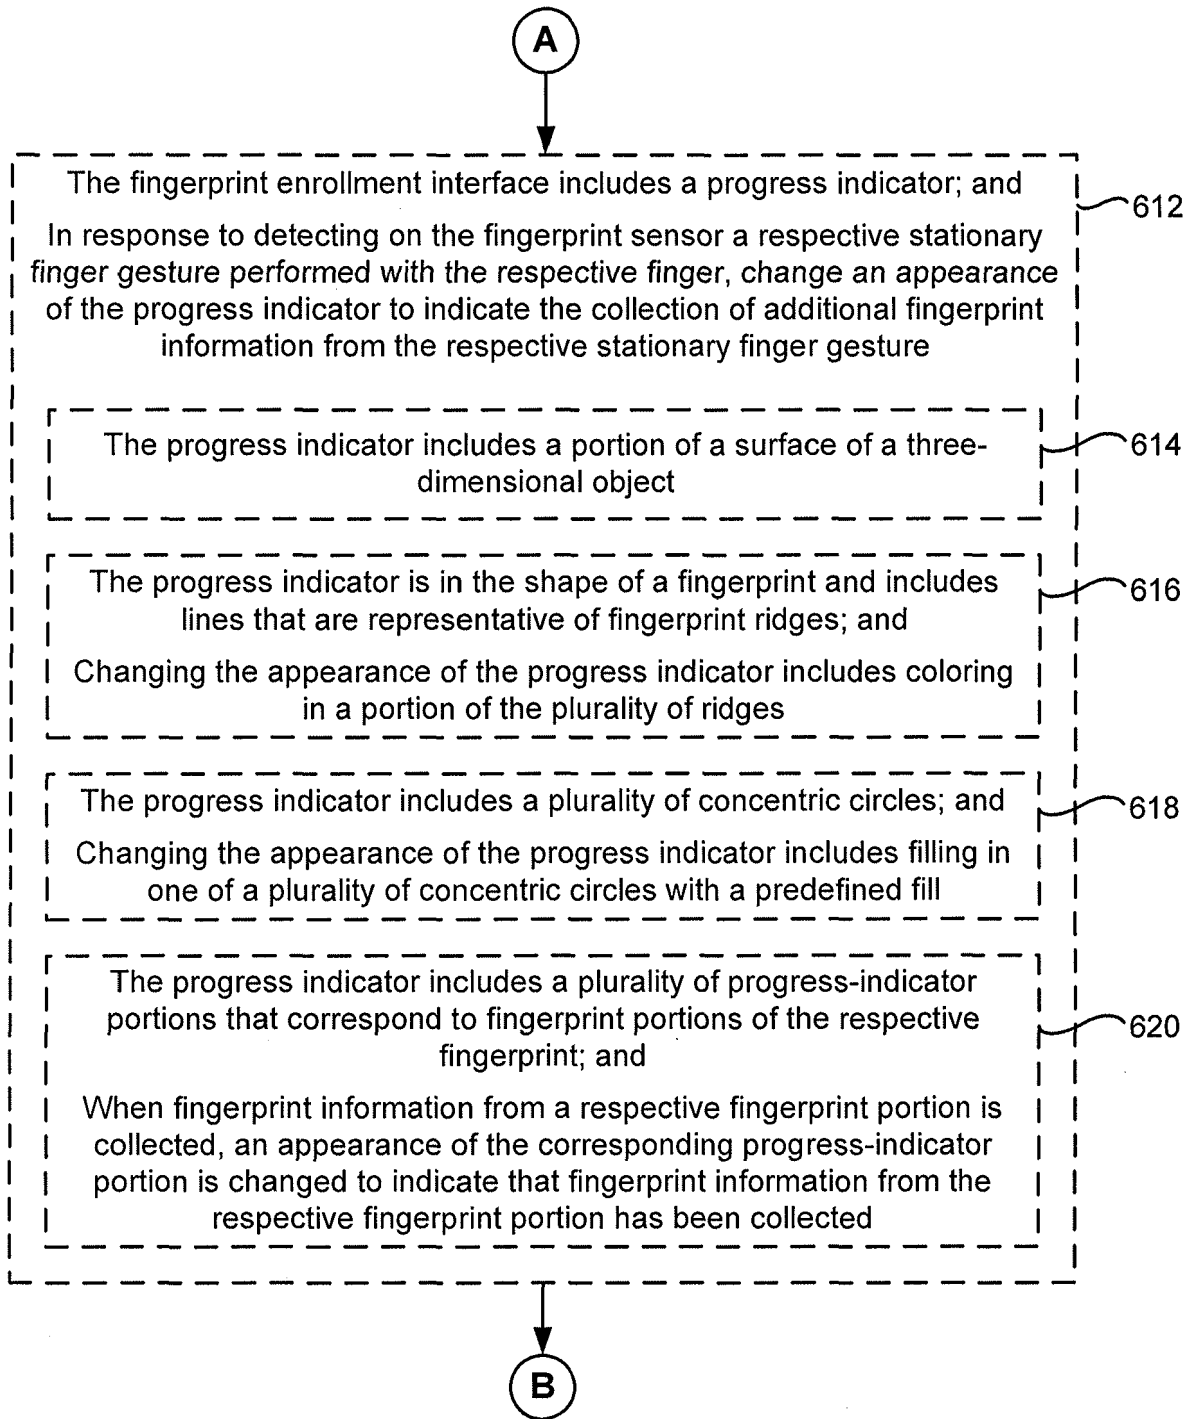 A
The fingerprint enrollment interface includes a progress indicator; and
612
In response to detecting on the fingerprint sensor a respective stationary
finger gesture performed with the respective finger, change an appearance
of the progress indicator to indicate the collection of additional fingerprint
information from the respective stationary finger gesture
The progress indicator includes a portion of a surface of a three-
dimensional object
614
The progress indicator is in the shape of a fingerprint and includes
lines that are representative of fingerprint ridges; and
616
Changing the appearance of the progress indicator includes coloring
in a portion of the plurality of ridges
The progress indicator includes a plurality of concentric circles; and
618
Changing the appearance of the progress indicator includes filling in
one of a plurality of concentric circles with a predefined fill
The progress indicator includes a plurality of progress-indicator
portions that correspond to fingerprint portions of the respective
fingerprint; and
620
When fingerprint information from a respective fingerprint portion is
collected, an appearance of the corresponding progress-indicator
portion is changed to indicate that fingerprint information from the
respective fingerprint portion has been collected
B